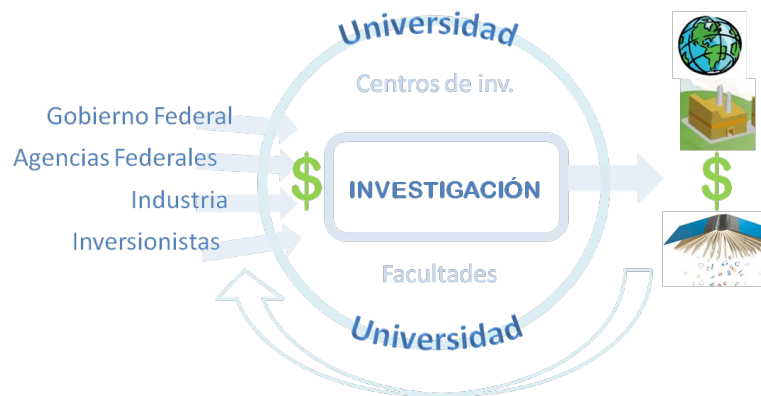 Universidad
Centros de inv.
Gobierno Federal
Agencias Federales
Industria
Inversionistas
$
INVESTIGACIÓN
$
Facultades
Universidad